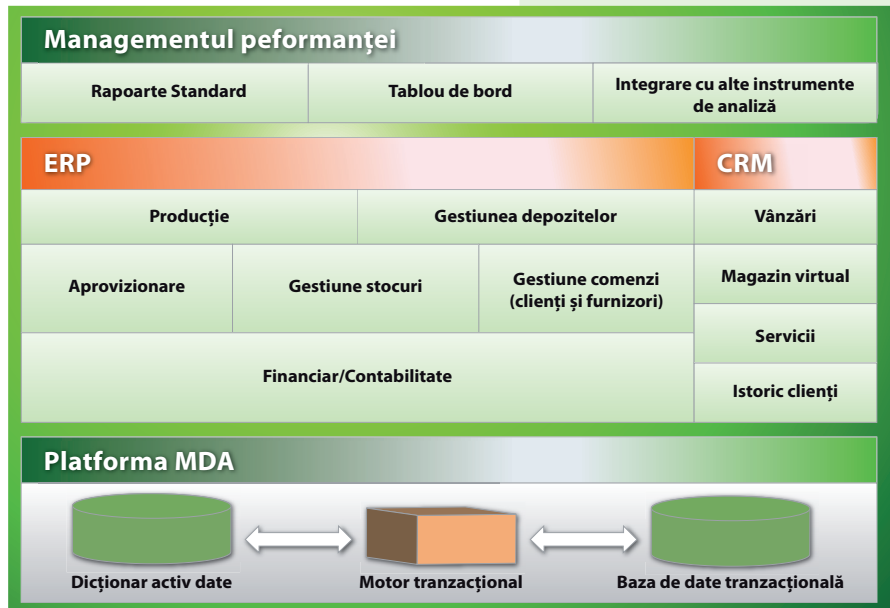 Managementul peformanței
Rapoarte Standard
Tablou de bord
Integrare cu alte instrumente
de analiză
ERP
CRM
Producție
Gestiunea depozitelor
Vânzări
Aprovizionare
Gestiune stocuri
Gestiune comenzi
(clienți și furnizori)
Magazin virtual
Servicii
Financiar/Contabilitate
Istoric clienți
Platforma MDA
Dicționar activ date
Motor tranzacțional
Baza de date tranzacțională